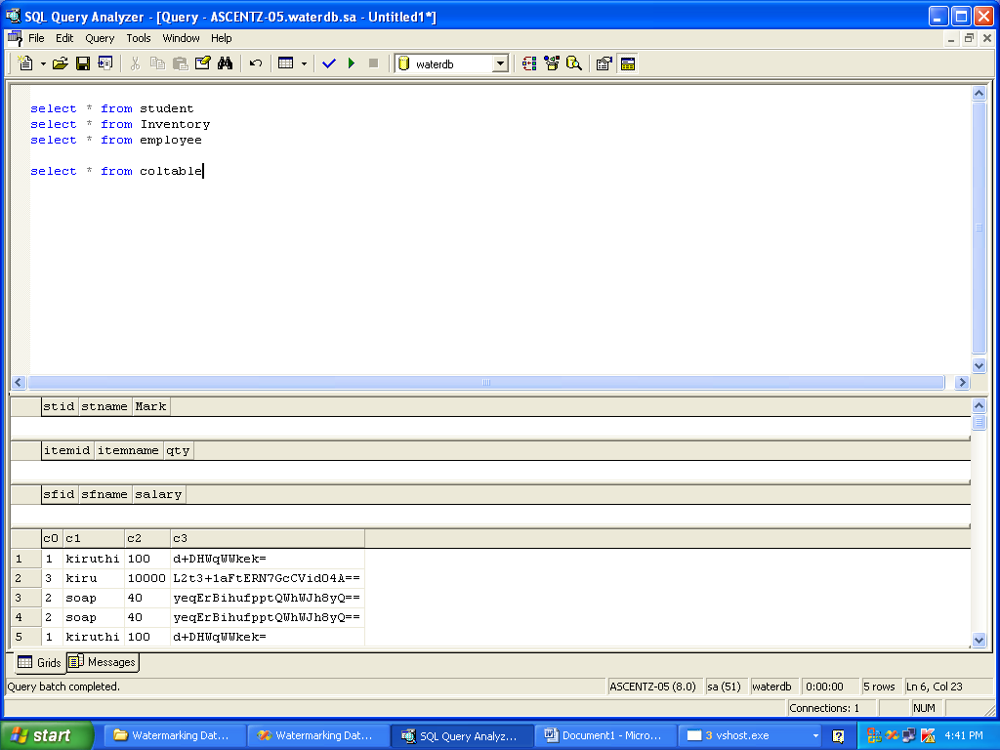 SQL Query Analyzer - [Query - ASCENTZ-05.waterdb.sa - Untitled1*]
File Edit Query Tools Window Help
waterdb
select * from student
select * from Inventory
select * from employee
select * from coltable
stid stname Mark
itemid itemname qty
sfid sfname salary
c0 c1 c2 c3
1 1 kiruthi 100 d+DHWqWWkek=
2 3 kiru 10000 L2t3+1aFtERN7GcCVidO4A==
3 2 soap 40 yeqErBihufpptQWhWJh8yQ==
4 2 soap 40 yeqErBihufpptQWhWJh8yQ==
5 1 kiruthi 100 d+DHWqWWkek=
Grids Messages
Query batch completed. ASCENTZ-05 (8.0) sa (51) waterdb 0:00:00 5 rows Ln 6, Col 23
Connections: 1 NUM
start Watermarking Dat... Watermarking Dat... SQL Query Analyz... Document1 - Micro... 3 vshost.exe 4:41 PM